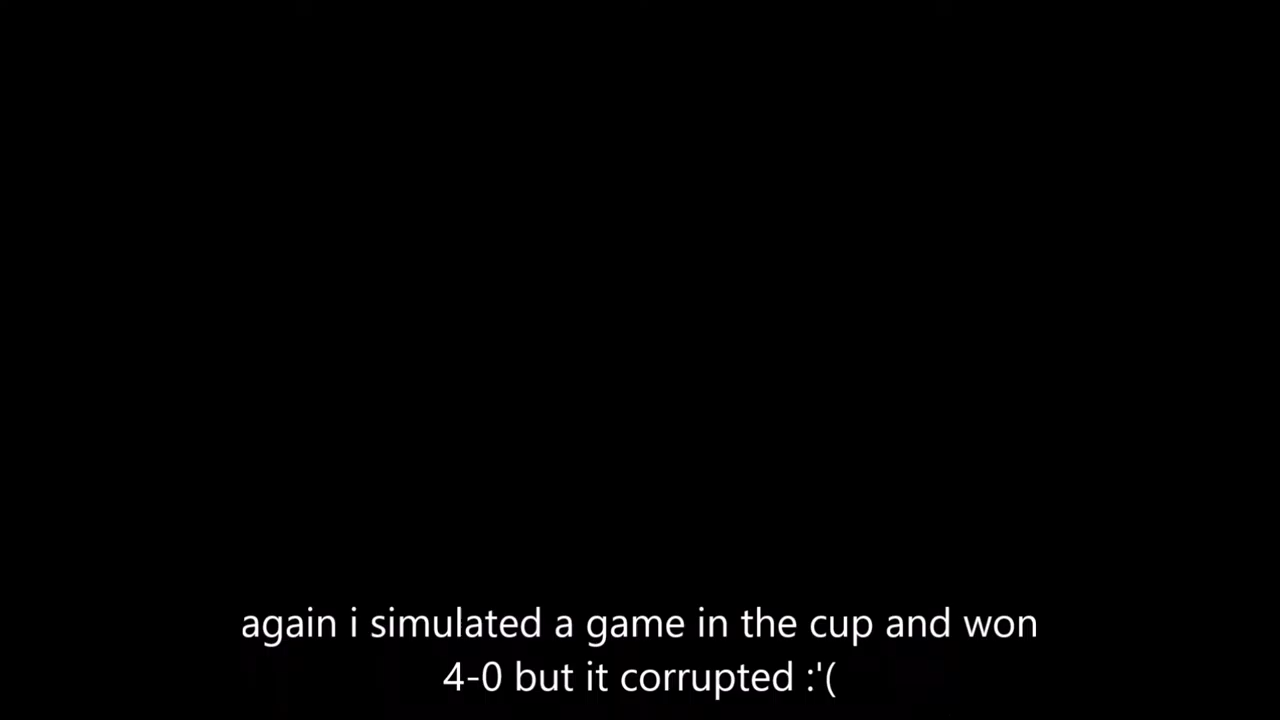 again i simulated a game in the cup and won
4-0 but it corrupted :'(